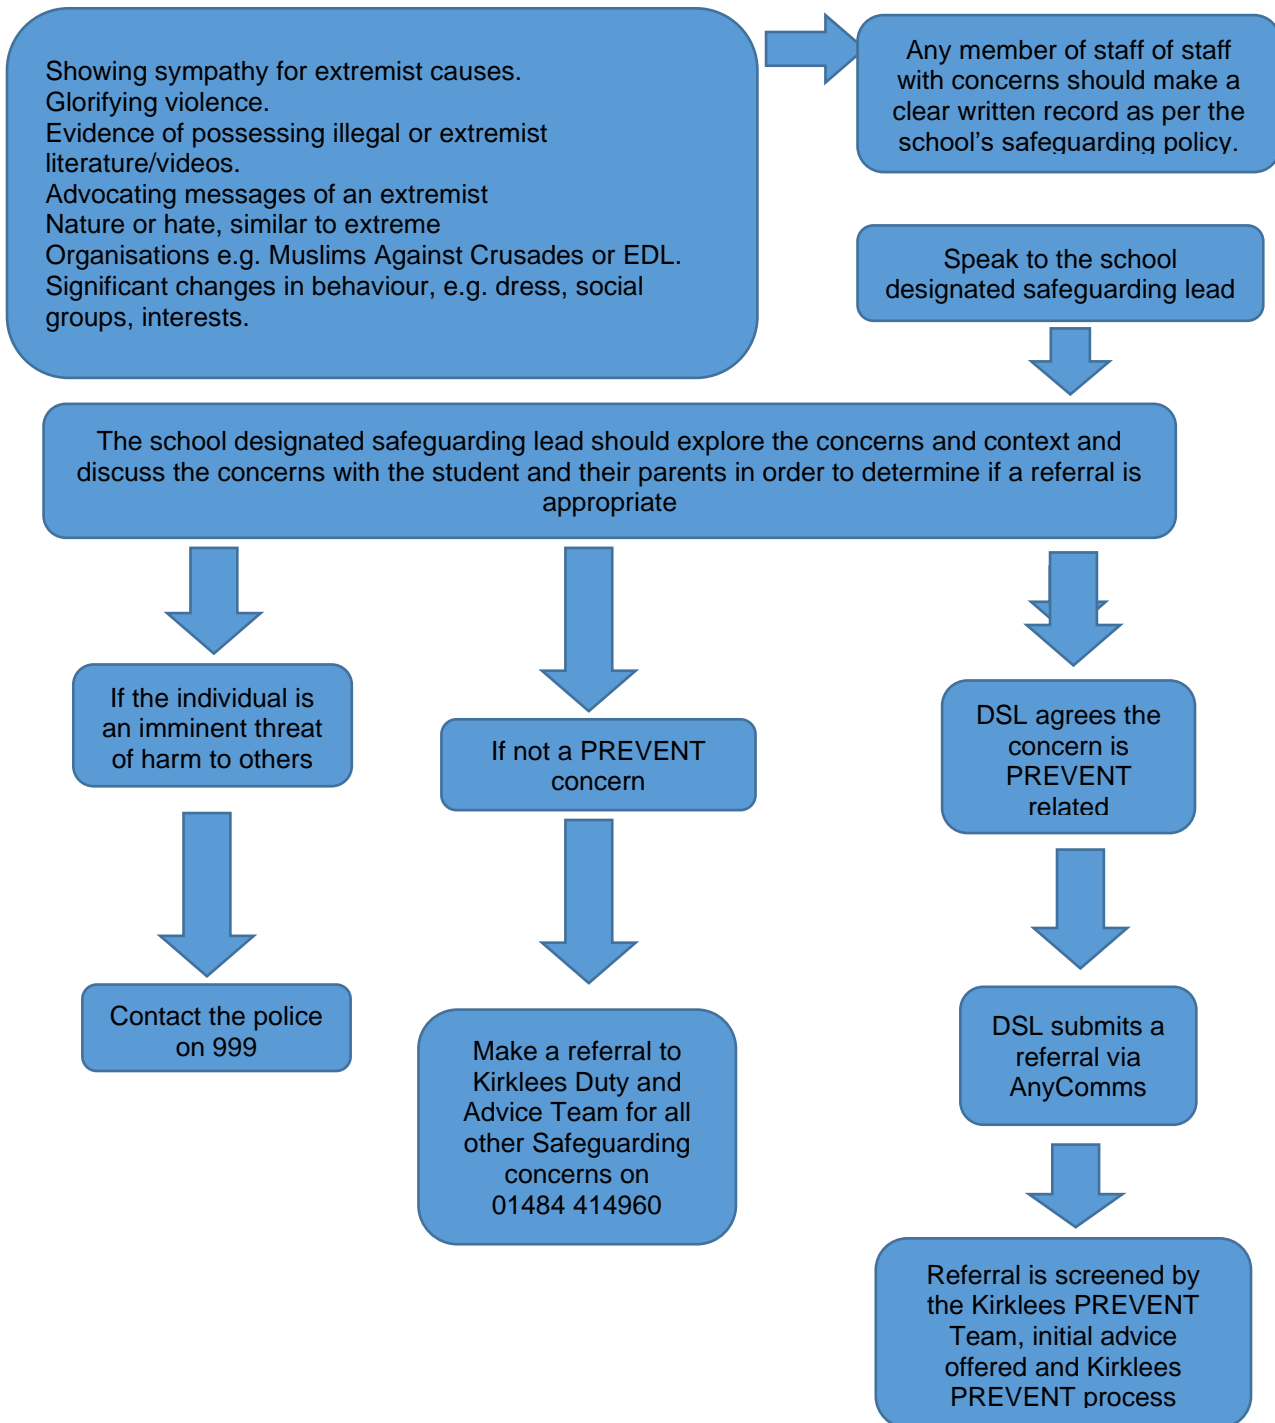 Showing sympathy for extremist causes.
Glorifying violence.
Evidence of possessing illegal or extremist
literature/videos.
Advocating messages of an extremist
Nature or hate, similar to extreme
Organisations e.g. Muslims Against Crusades or EDL.
Significant changes in behaviour, e.g. dress, social
groups, interests.
Any member of staff of staff
with concerns should make a
clear written record as per the
school’s safeguarding policy.
Speak to the school
designated safeguarding lead
The school designated safeguarding lead should explore the concerns and context and
discuss the concerns with the student and their parents in order to determine if a referral is
appropriate
If the individual is
an imminent threat
of harm to others
Contact the police
on 999
If not a PREVENT
concern
Make a referral to
Kirklees Duty and
Advice Team for all
other Safeguarding
concerns on
01484 414960
DSL agrees the
concern is
PREVENT
related
DSL submits a
referral via
AnyComms
Referral is screened by
the Kirklees PREVENT
Team, initial advice
offered and Kirklees
PREVENT process